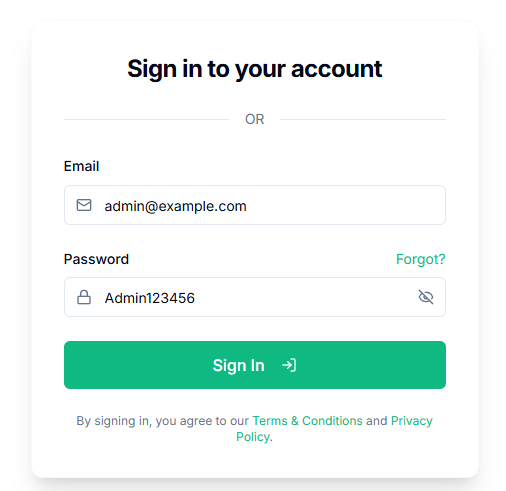 Sign in to your account
OR
Email
admin@example.com
Password
Forgot?
Admin123456
Sign In
By signing in, you agree to our Terms & Conditions and Privacy
Policy.